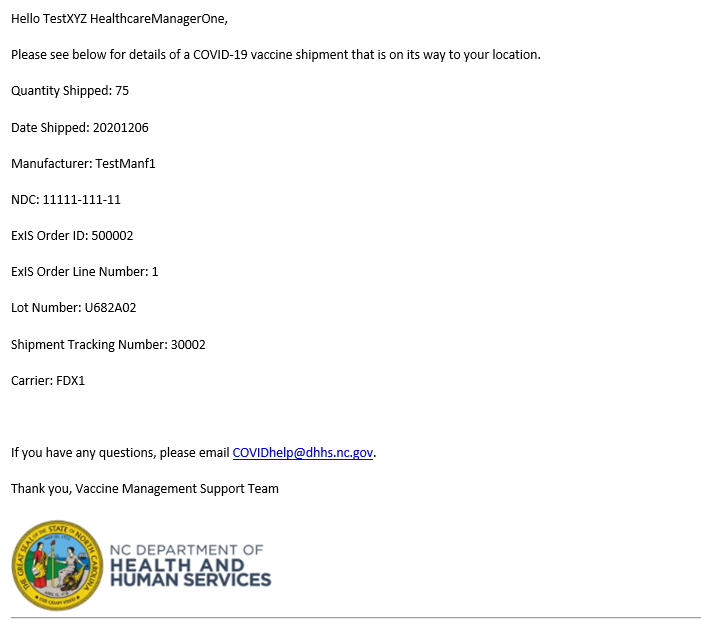 Hello TestXYZ HealthcareManagerOne,
Please see below for details of a COVID-19 vaccine shipment that is on its way to your location.
Quantity Shipped: 75
Date Shipped: 20201206
Manufacturer: TestManf1
NDC: 11111-111-11
ExIS Order ID: 500002
ExIS Order Line Number: 1
Lot Number: U682A02
Shipment Tracking Number: 30002
Carrier: FDX1
If you have any questions, please email COVIDhelp@dhhs.nc.gov.
Thank you, Vaccine Management Support Team
THE GREAT SEAL OF THE STATE OF NORTH CAROLINA
NC DEPARTMENT OF
HEALTH AND
HUMAN SERVICES